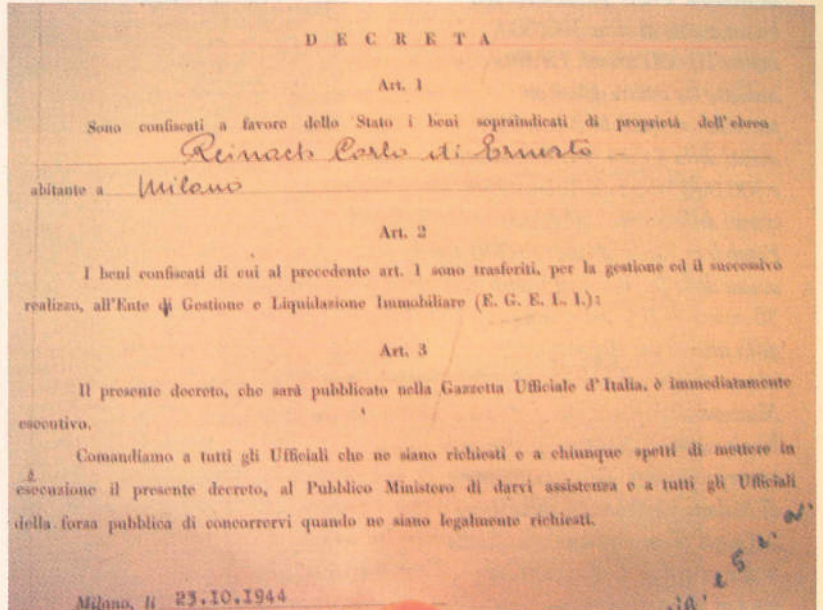 DECRETA
Art. 1
Sono confiscati a favore dello Stato i beni sopraindicati di proprietà dell'ebreo
Reinach Carlo di Ernesto
abitante a Milano
Art. 2
I beni confiscati di cui al precedente art. 1 sono trasferiti, per la gestione ed il successivo
realizzo, all'Ente di Gestione e Liquidazione Immobiliare (E. G. E. L. I.):
Art. 3
Il presente decreto, che sarà pubblicato nella Gazzetta Ufficiale d'Italia, è immediatamente
esecutivo.
Comandiamo a tutti gli Ufficiali che ne siano richiesti e a chiunque spetti di mettere in
esecuzione il presente decreto, al Pubblico Ministero di darvi assistenza e a tutti gli Ufficiali
della forza pubblica di concorrervi quando ne siano legalmente richiesti.
Milano, li 23.10.1944